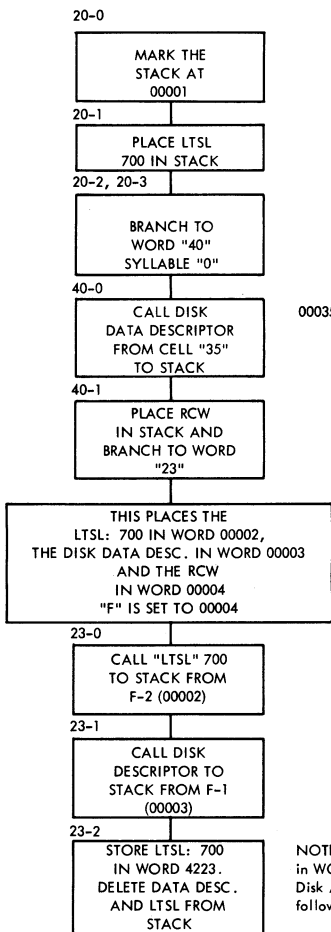 20-0
MARK THE
STACK AT
00001
20-1
PLACE LTSL
700 IN STACK
20-2, 20-3
BRANCH TO
WORD "40"
SYLLABLE "0"
40-0
CALL DISK
DATA DESCRIPTOR
FROM CELL "35"
TO STACK
00035
40-1
PLACE RCW
IN STACK AND
BRANCH TO WORD
"23"
THIS PLACES THE
LTSL: 700 IN WORD 00002,
THE DISK DATA DESC. IN WORD 00003
AND THE RCW
IN WORD 00004
"F" IS SET TO 00004
23-0
CALL "LTSL" 700
TO STACK FROM
F-2 (00002)
23-1
CALL DISK
DESCRIPTOR TO
STACK FROM F-1
(00003)
23-2
STORE LTSL: 700
IN WORD 4223.
DELETE DATA DESC.
AND LTSL FROM
STACK
in WO
Disk
follow